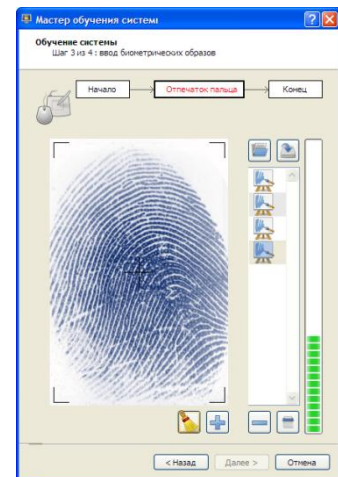 Мастер обучения системы
Обучение системы
Шаг 3 из 4 : ввод биометрических образов
Начало
Отпечаток пальца
Конец
< Назад
Далее >
Отмена